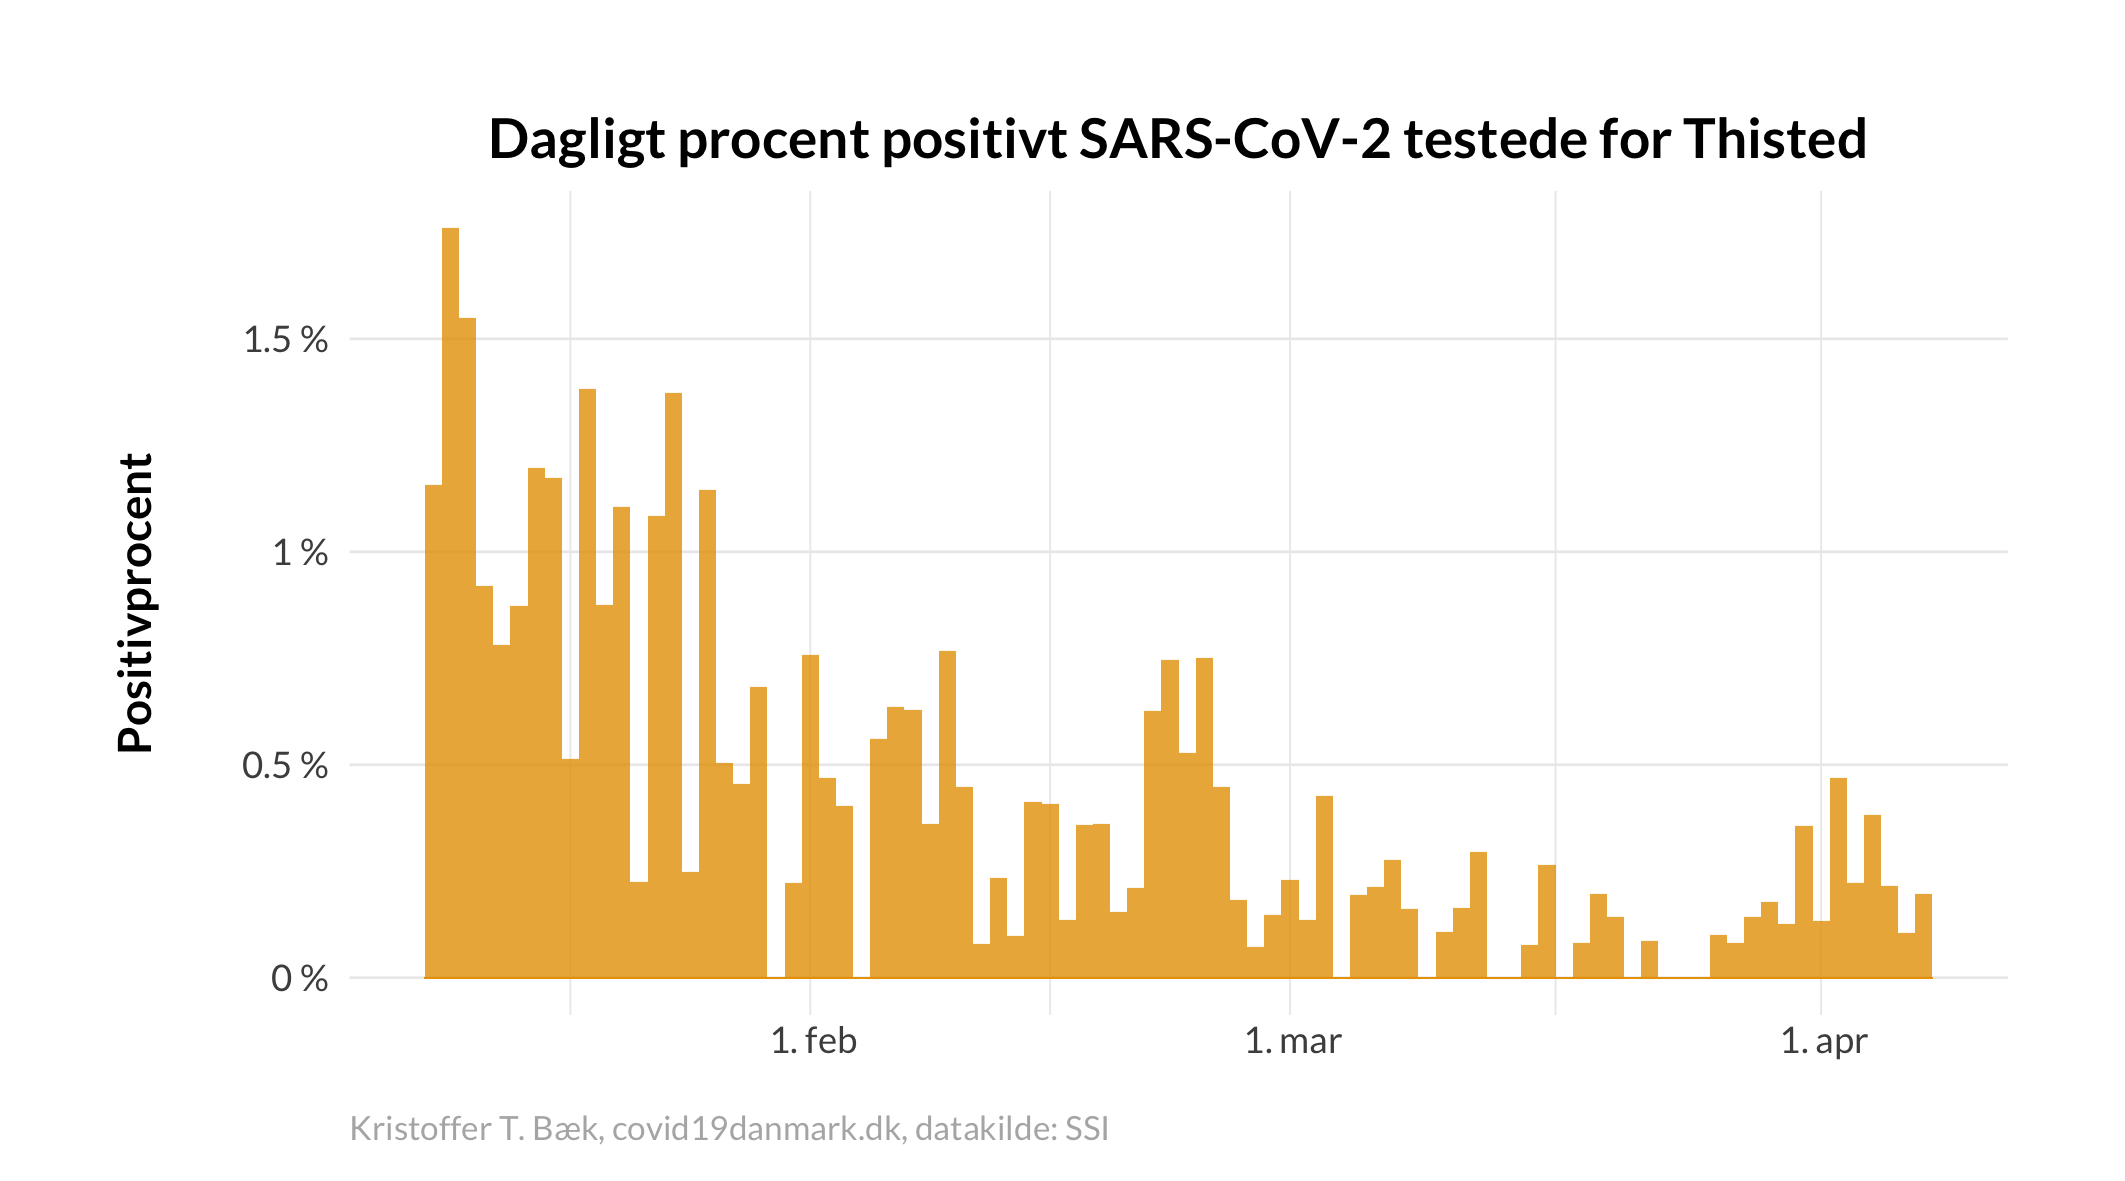 Dagligt procent positivt SARS-CoV-2 testede for Thisted
Positivprocent
1.5 %
1 %
0.5 %
0 %
1. feb
1. mar
1. apr
Kristoffer T. Bæk, covid19danmark.dk, datakilde: SSI